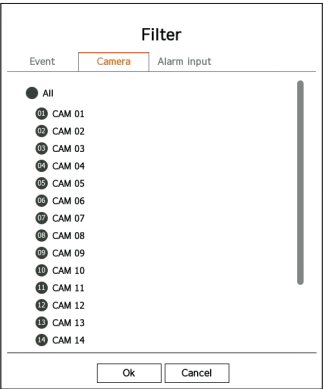 Filter
Event Camera Alarm input
All
01 CAM 01
02 CAM 02
03 CAM 03
04 CAM 04
05 CAM 05
06 CAM 06
07 CAM 07
08 CAM 08
09 CAM 09
10 CAM 10
11 CAM 11
12 CAM 12
13 CAM 13
14 CAM 14
Ok Cancel